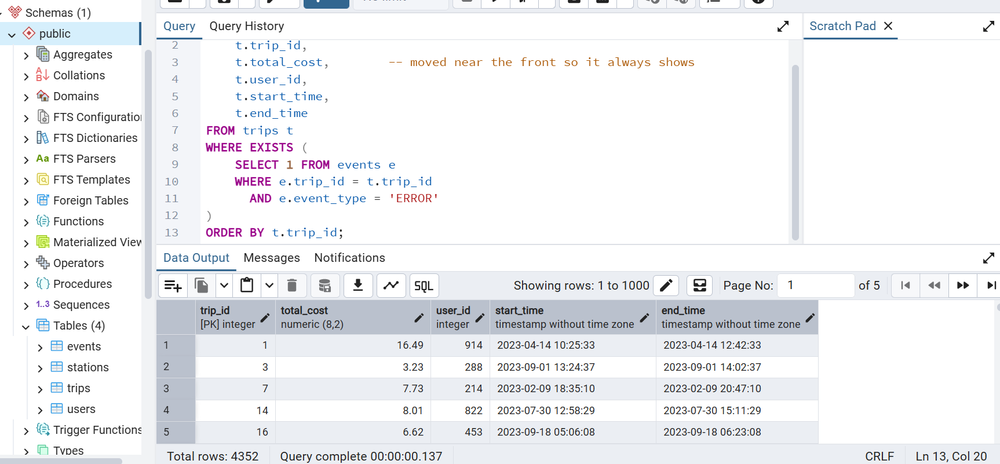 Schemas (1)
public
Aggregates
Collations
Domains
FTS Configuratio
FTS Dictionaries
Aa FTS Parsers
FTS Templates
Foreign Tables
Functions
Materialized View
Operators
Procedures
1..3 Sequences
Tables (4)
events
stations
trips
users
Trigger Functions
Types
Query Query History
Scratch Pad
2 t.trip_id,
3 t.total_cost, -- moved near the front so it always shows
4 t.user_id,
5 t.start_time,
6 t.end_time
7 FROM trips t
8 WHERE EXISTS (
9 SELECT 1 FROM events e
10 WHERE e.trip_id = t.trip_id
11 AND e.event_type = 'ERROR'
12 )
13 ORDER BY t.trip_id;
Data Output Messages Notifications
SQL Showing rows: 1 to 1000 Page No: 1 of 5
trip_id total_cost user_id start_time end_time
[PK] integer numeric (8,2) integer timestamp without time zone timestamp without time zone
1 1 16.49 914 2023-04-14 10:25:33 2023-04-14 12:42:33
2 3 3.23 288 2023-09-01 13:24:37 2023-09-01 14:02:37
3 7 7.73 214 2023-02-09 18:35:10 2023-02-09 20:47:10
4 14 8.01 822 2023-07-30 12:58:29 2023-07-30 15:11:29
5 16 6.62 453 2023-09-18 05:06:08 2023-09-18 06:23:08
Total rows: 4352 Query complete 00:00:00.137 CRLF Ln 13, Col 20